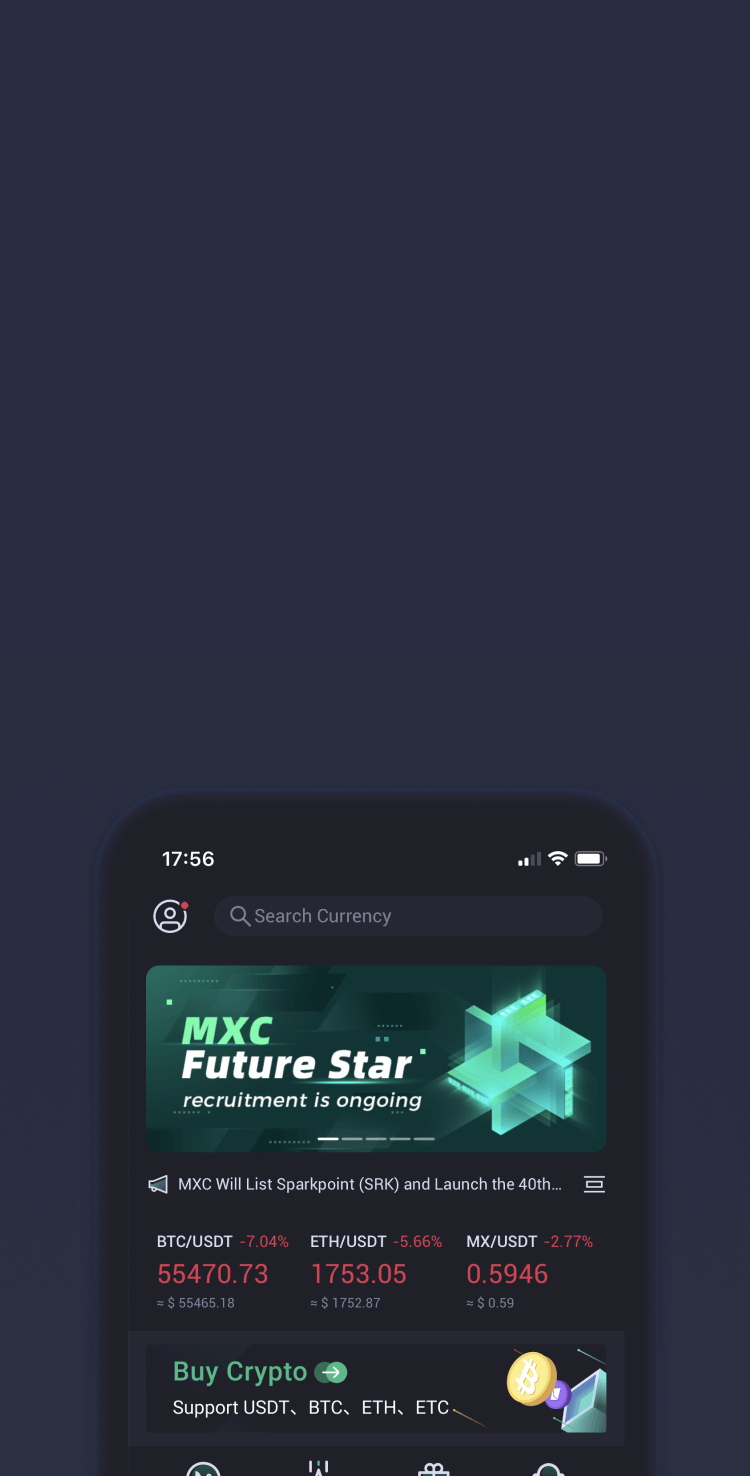 17:56
Search Currency
MXC
Future Star
recruitment is ongoing
MXC Will List Sparkpoint (SRK) and Launch the 40th...
BTC/USDT -7.04% ETH/USDT -5.66% MX/USDT -2.77%
55470.73 1753.05 0.5946
≈ $ 55465.18 ≈ $ 1752.87 ≈ $ 0.59
Buy Crypto
Support USDT、BTC、ETH、ETC